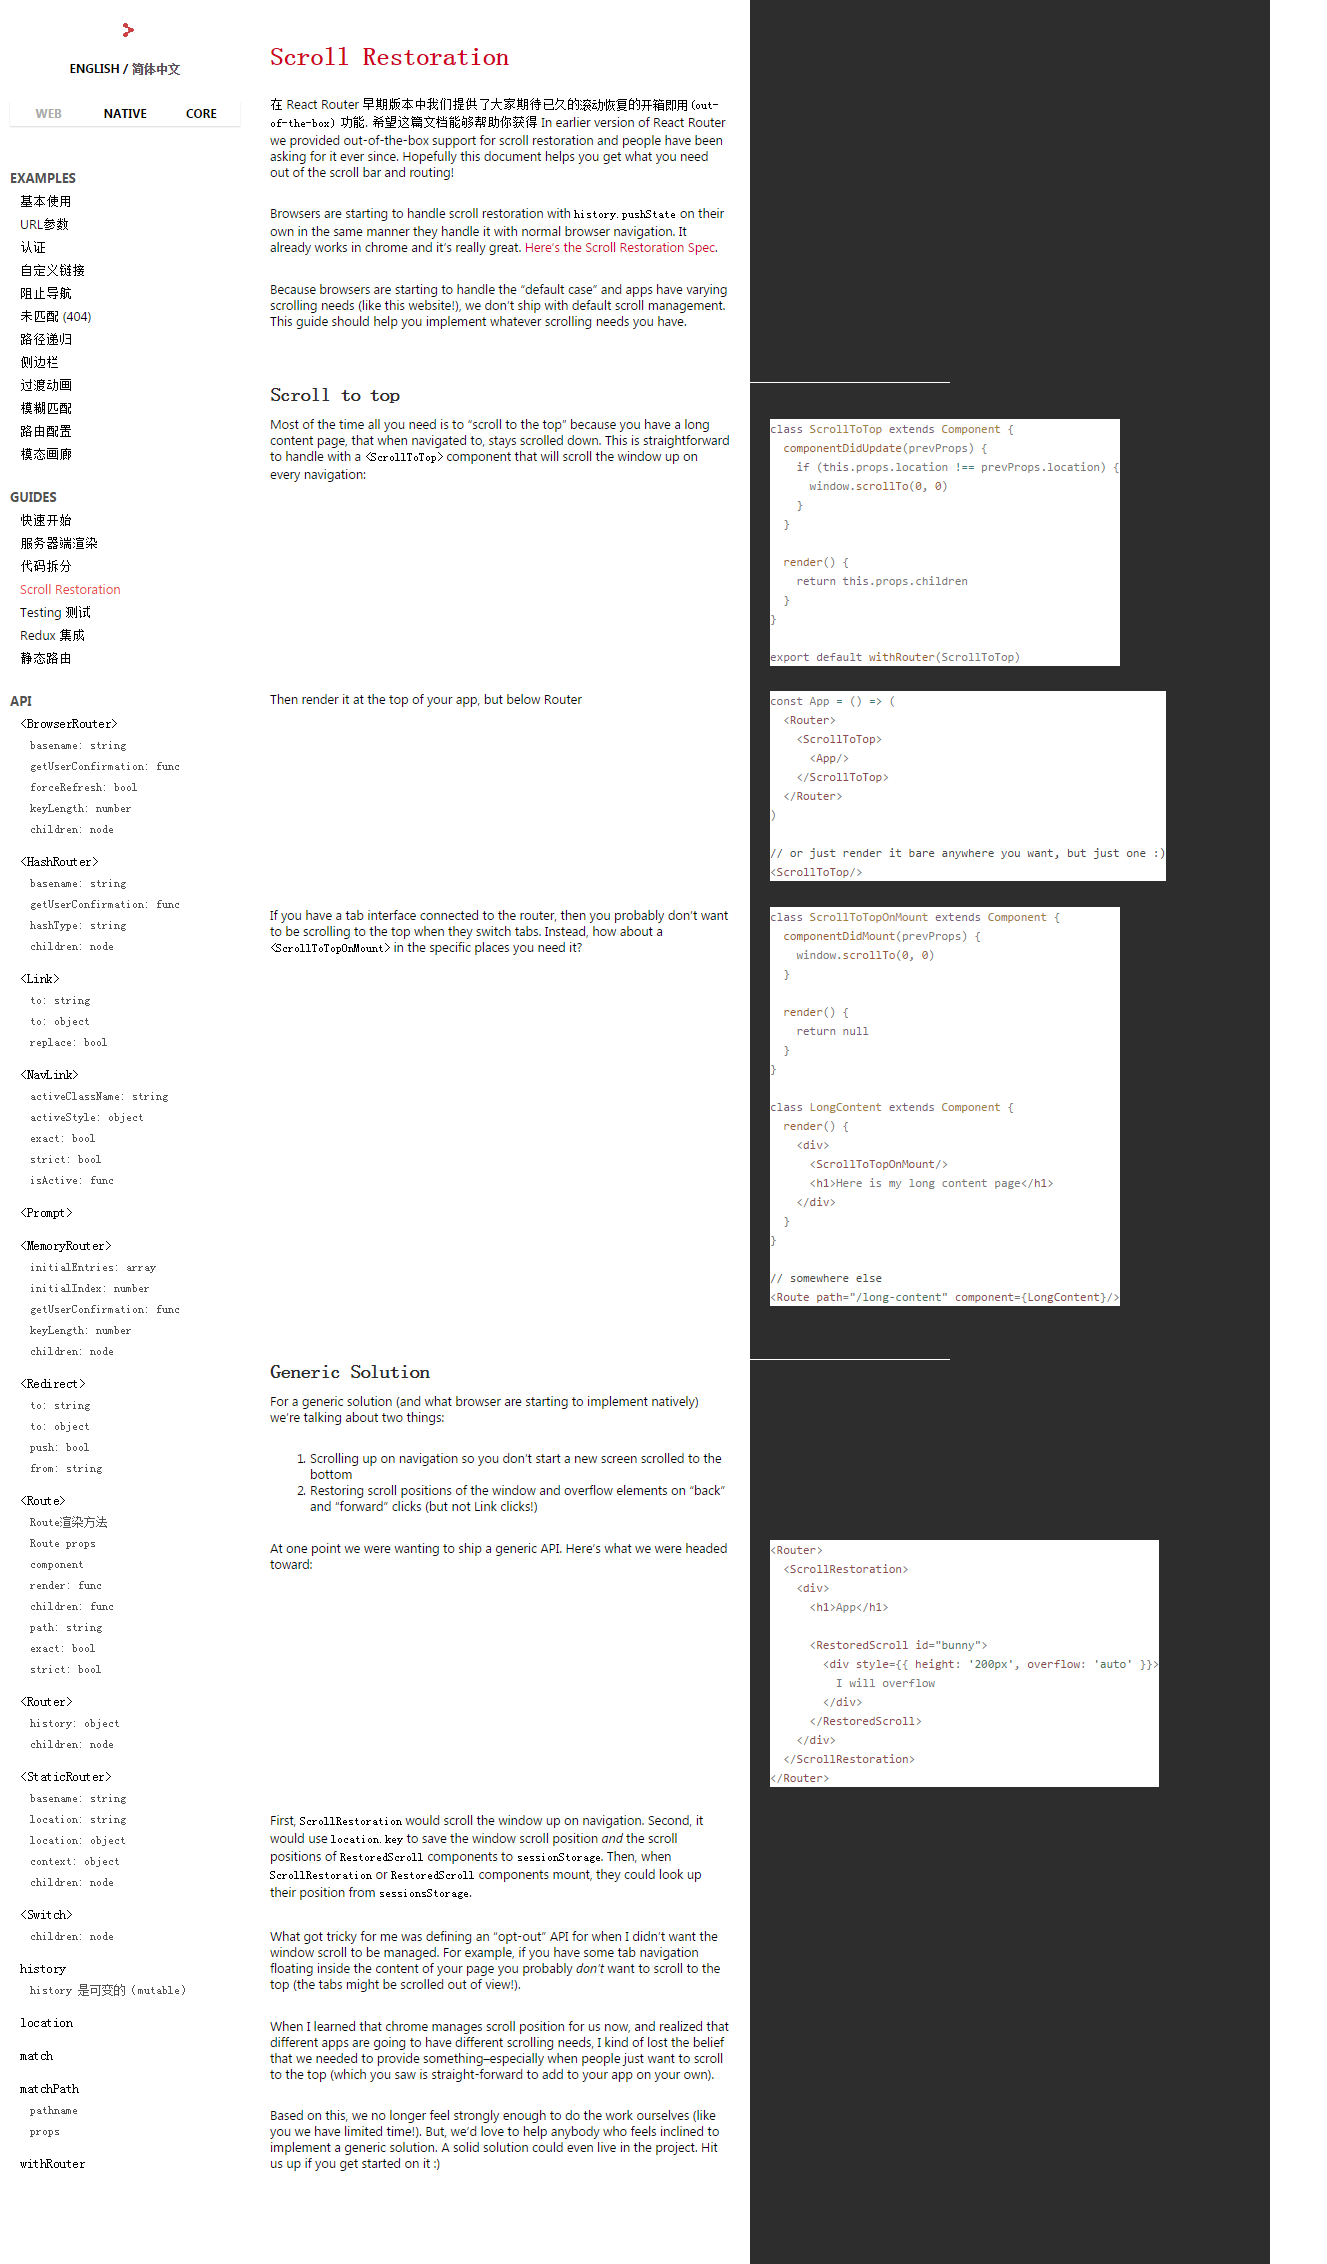 ENGLISH / 简体中文
WEB NATIVE CORE
EXAMPLES
基本使用
URL参数
认证
自定义链接
阻止导航
未匹配 (404)
路径递归
侧边栏
过渡动画
模糊匹配
路由配置
模态画廊
GUIDES
快速开始
服务器端渲染
代码拆分
Scroll Restoration
Testing 测试
Redux 集成
静态路由
API
<BrowserRouter>
basename: string
getUserConfirmation: func
forceRefresh: bool
keyLength: number
children: node
<HashRouter>
basename: string
getUserConfirmation: func
hashType: string
children: node
<Link>
to: string
to: object
replace: bool
<NavLink>
activeClassName: string
activeStyle: object
exact: bool
strict: bool
isActive: func
<Prompt>
<MemoryRouter>
initialEntries: array
initialIndex: number
getUserConfirmation: func
keyLength: number
children: node
<Redirect>
to: string
to: object
push: bool
from: string
<Route>
Route渲染方法
Route props
component
render: func
children: func
path: string
exact: bool
strict: bool
<Router>
history: object
children: node
<StaticRouter>
basename: string
location: string
location: object
context: object
children: node
<Switch>
children: node
history
history 是可变的（mutable）
location
match
matchPath
pathname
props
withRouter
Scroll Restoration
在 React Router 早期版本中我们提供了大家期待已久的滚动恢复的开箱即用（out-
of-the-box）功能. 希望这篇文档能够帮助你获得 In earlier version of React Router
we provided out-of-the-box support for scroll restoration and people have been
asking for it ever since. Hopefully this document helps you get what you need
out of the scroll bar and routing!
Browsers are starting to handle scroll restoration with history.pushState on their
own in the same manner they handle it with normal browser navigation. It
already works in chrome and it’s really great. Here’s the Scroll Restoration Spec.
Because browsers are starting to handle the “default case” and apps have varying
scrolling needs (like this website!), we don’t ship with default scroll management.
This guide should help you implement whatever scrolling needs you have.
Scroll to top
Most of the time all you need is to “scroll to the top” because you have a long
content page, that when navigated to, stays scrolled down. This is straightforward
to handle with a <ScrollToTop> component that will scroll the window up on
every navigation:
class ScrollToTop extends Component {
componentDidUpdate(prevProps) {
if (this.props.location !== prevProps.location) {
window.scrollTo(0, 0)
}
}
render() {
return this.props.children
}
}
export default withRouter(ScrollToTop)
Then render it at the top of your app, but below Router
const App = () => (
<Router>
<ScrollToTop>
<App/>
</ScrollToTop>
</Router>
)
// or just render it bare anywhere you want, but just one :)
<ScrollToTop/>
If you have a tab interface connected to the router, then you probably don’t want
to be scrolling to the top when they switch tabs. Instead, how about a
<ScrollToTopOnMount> in the specific places you need it?
class ScrollToTopOnMount extends Component {
componentDidMount(prevProps) {
window.scrollTo(0, 0)
}
render() {
return null
}
}
class LongContent extends Component {
render() {
<div>
<ScrollToTopOnMount/>
<h1>Here is my long content page</h1>
</div>
}
}
// somewhere else
<Route path="/long-content" component={LongContent}/>
Generic Solution
For a generic solution (and what browser are starting to implement natively)
we’re talking about two things:
1. Scrolling up on navigation so you don’t start a new screen scrolled to the
bottom
2. Restoring scroll positions of the window and overflow elements on “back”
and “forward” clicks (but not Link clicks!)
At one point we were wanting to ship a generic API. Here’s what we were headed
toward:
<Router>
<ScrollRestoration>
<div>
<h1>App</h1>
<RestoredScroll id="bunny">
<div style={{ height: '200px', overflow: 'auto' }}>
I will overflow
</div>
</RestoredScroll>
</div>
</ScrollRestoration>
</Router>
First, ScrollRestoration would scroll the window up on navigation. Second, it
would use location.key to save the window scroll position and the scroll
positions of RestoredScroll components to sessionStorage. Then, when
ScrollRestoration or RestoredScroll components mount, they could look up
their position from sessionsStorage.
What got tricky for me was defining an “opt-out” API for when I didn’t want the
window scroll to be managed. For example, if you have some tab navigation
floating inside the content of your page you probably don’t want to scroll to the
top (the tabs might be scrolled out of view!).
When I learned that chrome manages scroll position for us now, and realized that
different apps are going to have different scrolling needs, I kind of lost the belief
that we needed to provide something–especially when people just want to scroll
to the top (which you saw is straight-forward to add to your app on your own).
Based on this, we no longer feel strongly enough to do the work ourselves (like
you we have limited time!). But, we’d love to help anybody who feels inclined to
implement a generic solution. A solid solution could even live in the project. Hit
us up if you get started on it :)